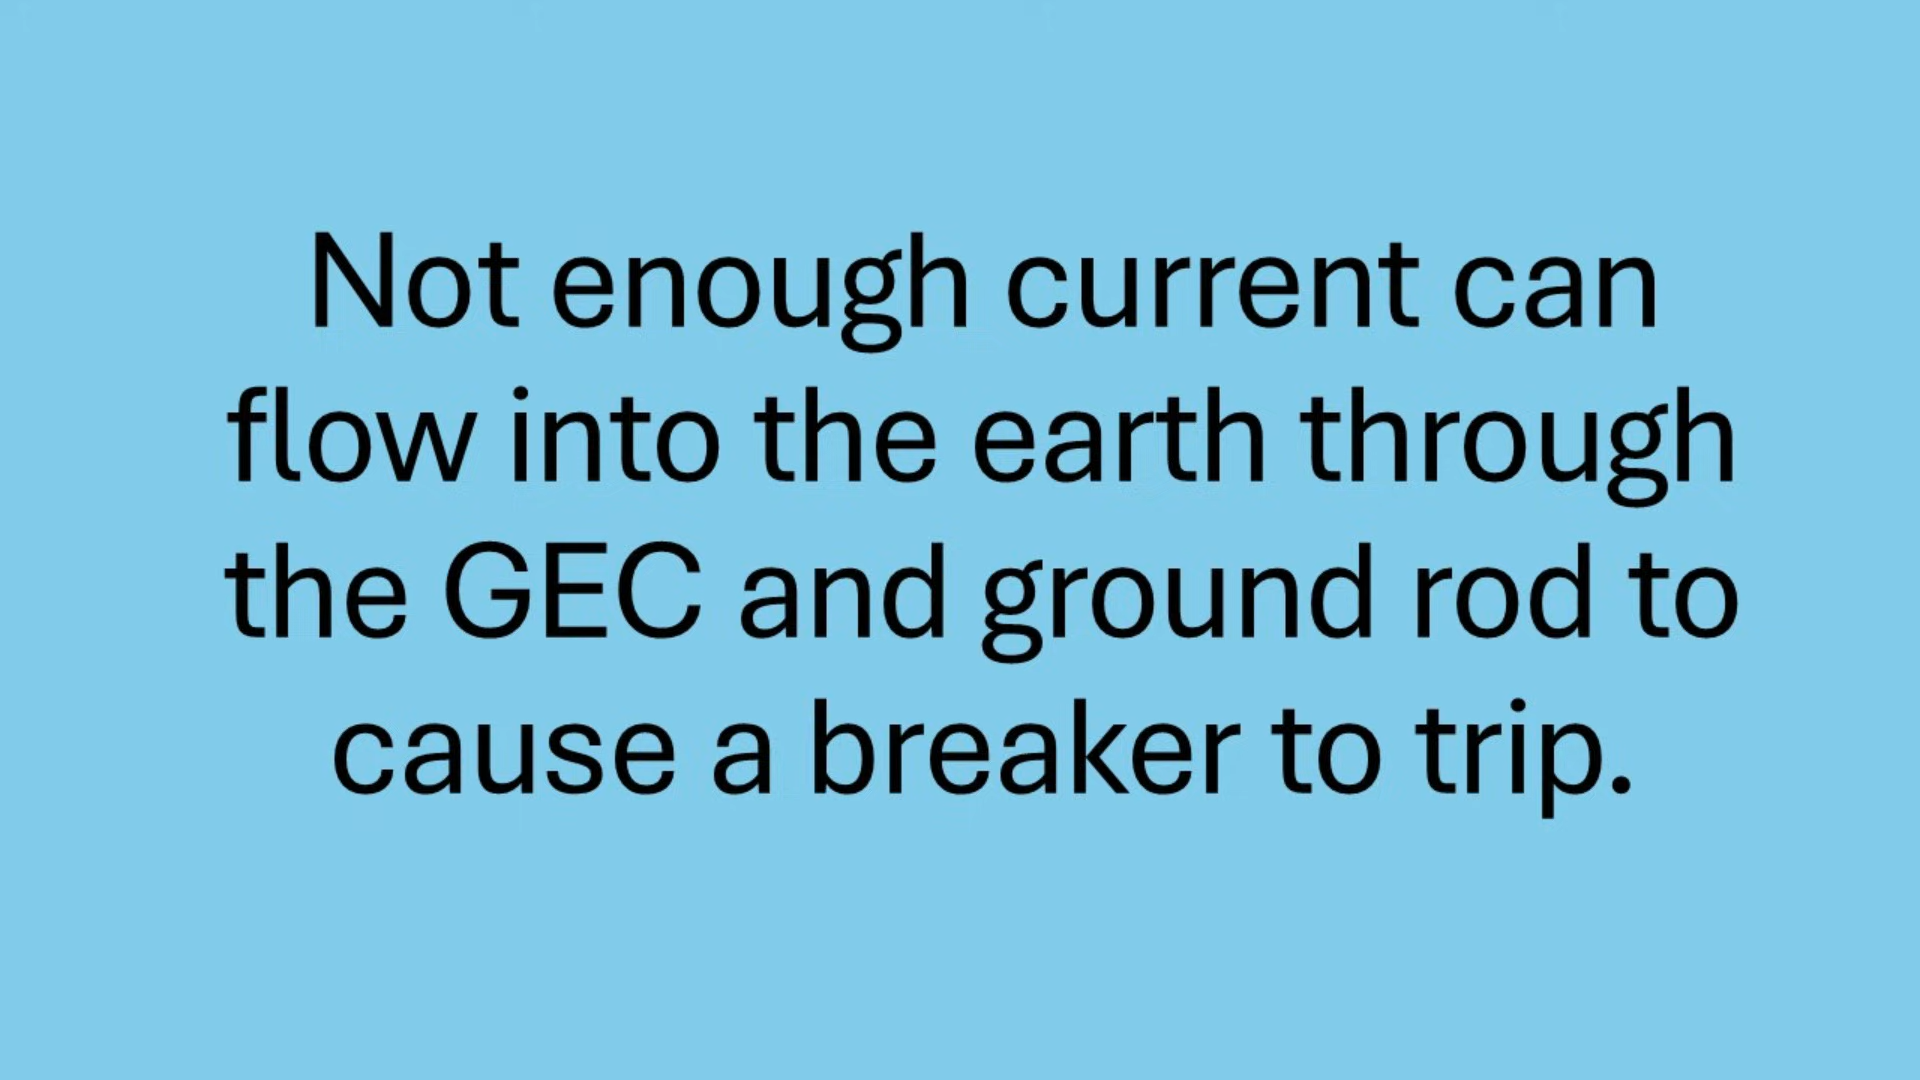 Not enough current can
flow into the earth through
the GEC and ground rod to
cause a breaker to trip.